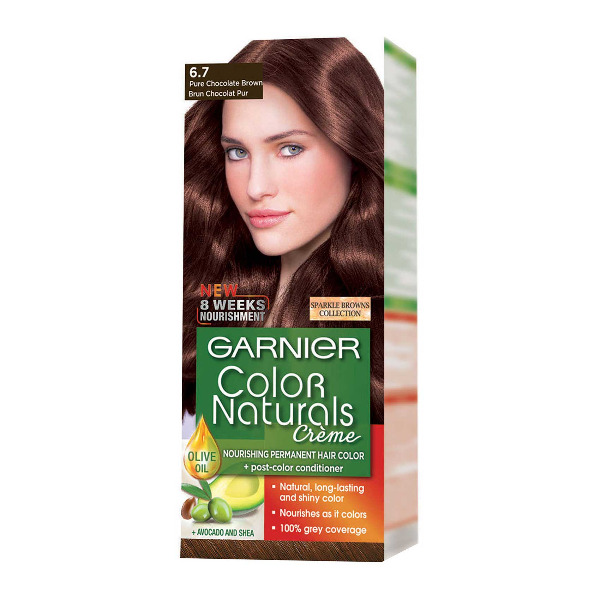 6.7
Pure Chocolate Brown
Brun Chocolat Pur
NEW
8 WEEKS
NOURISHMENT
SPARKLE BROWNS
COLLECTION
GARNIER
Color
Naturals
Crème
NOURISHING PERMANENT HAIR COLOR
+ post-color conditioner
OLIVE
OIL
+ AVOCADO AND SHEA
• Natural, long-lasting
and shiny color
• Nourishes as it colors
• 100% grey coverage